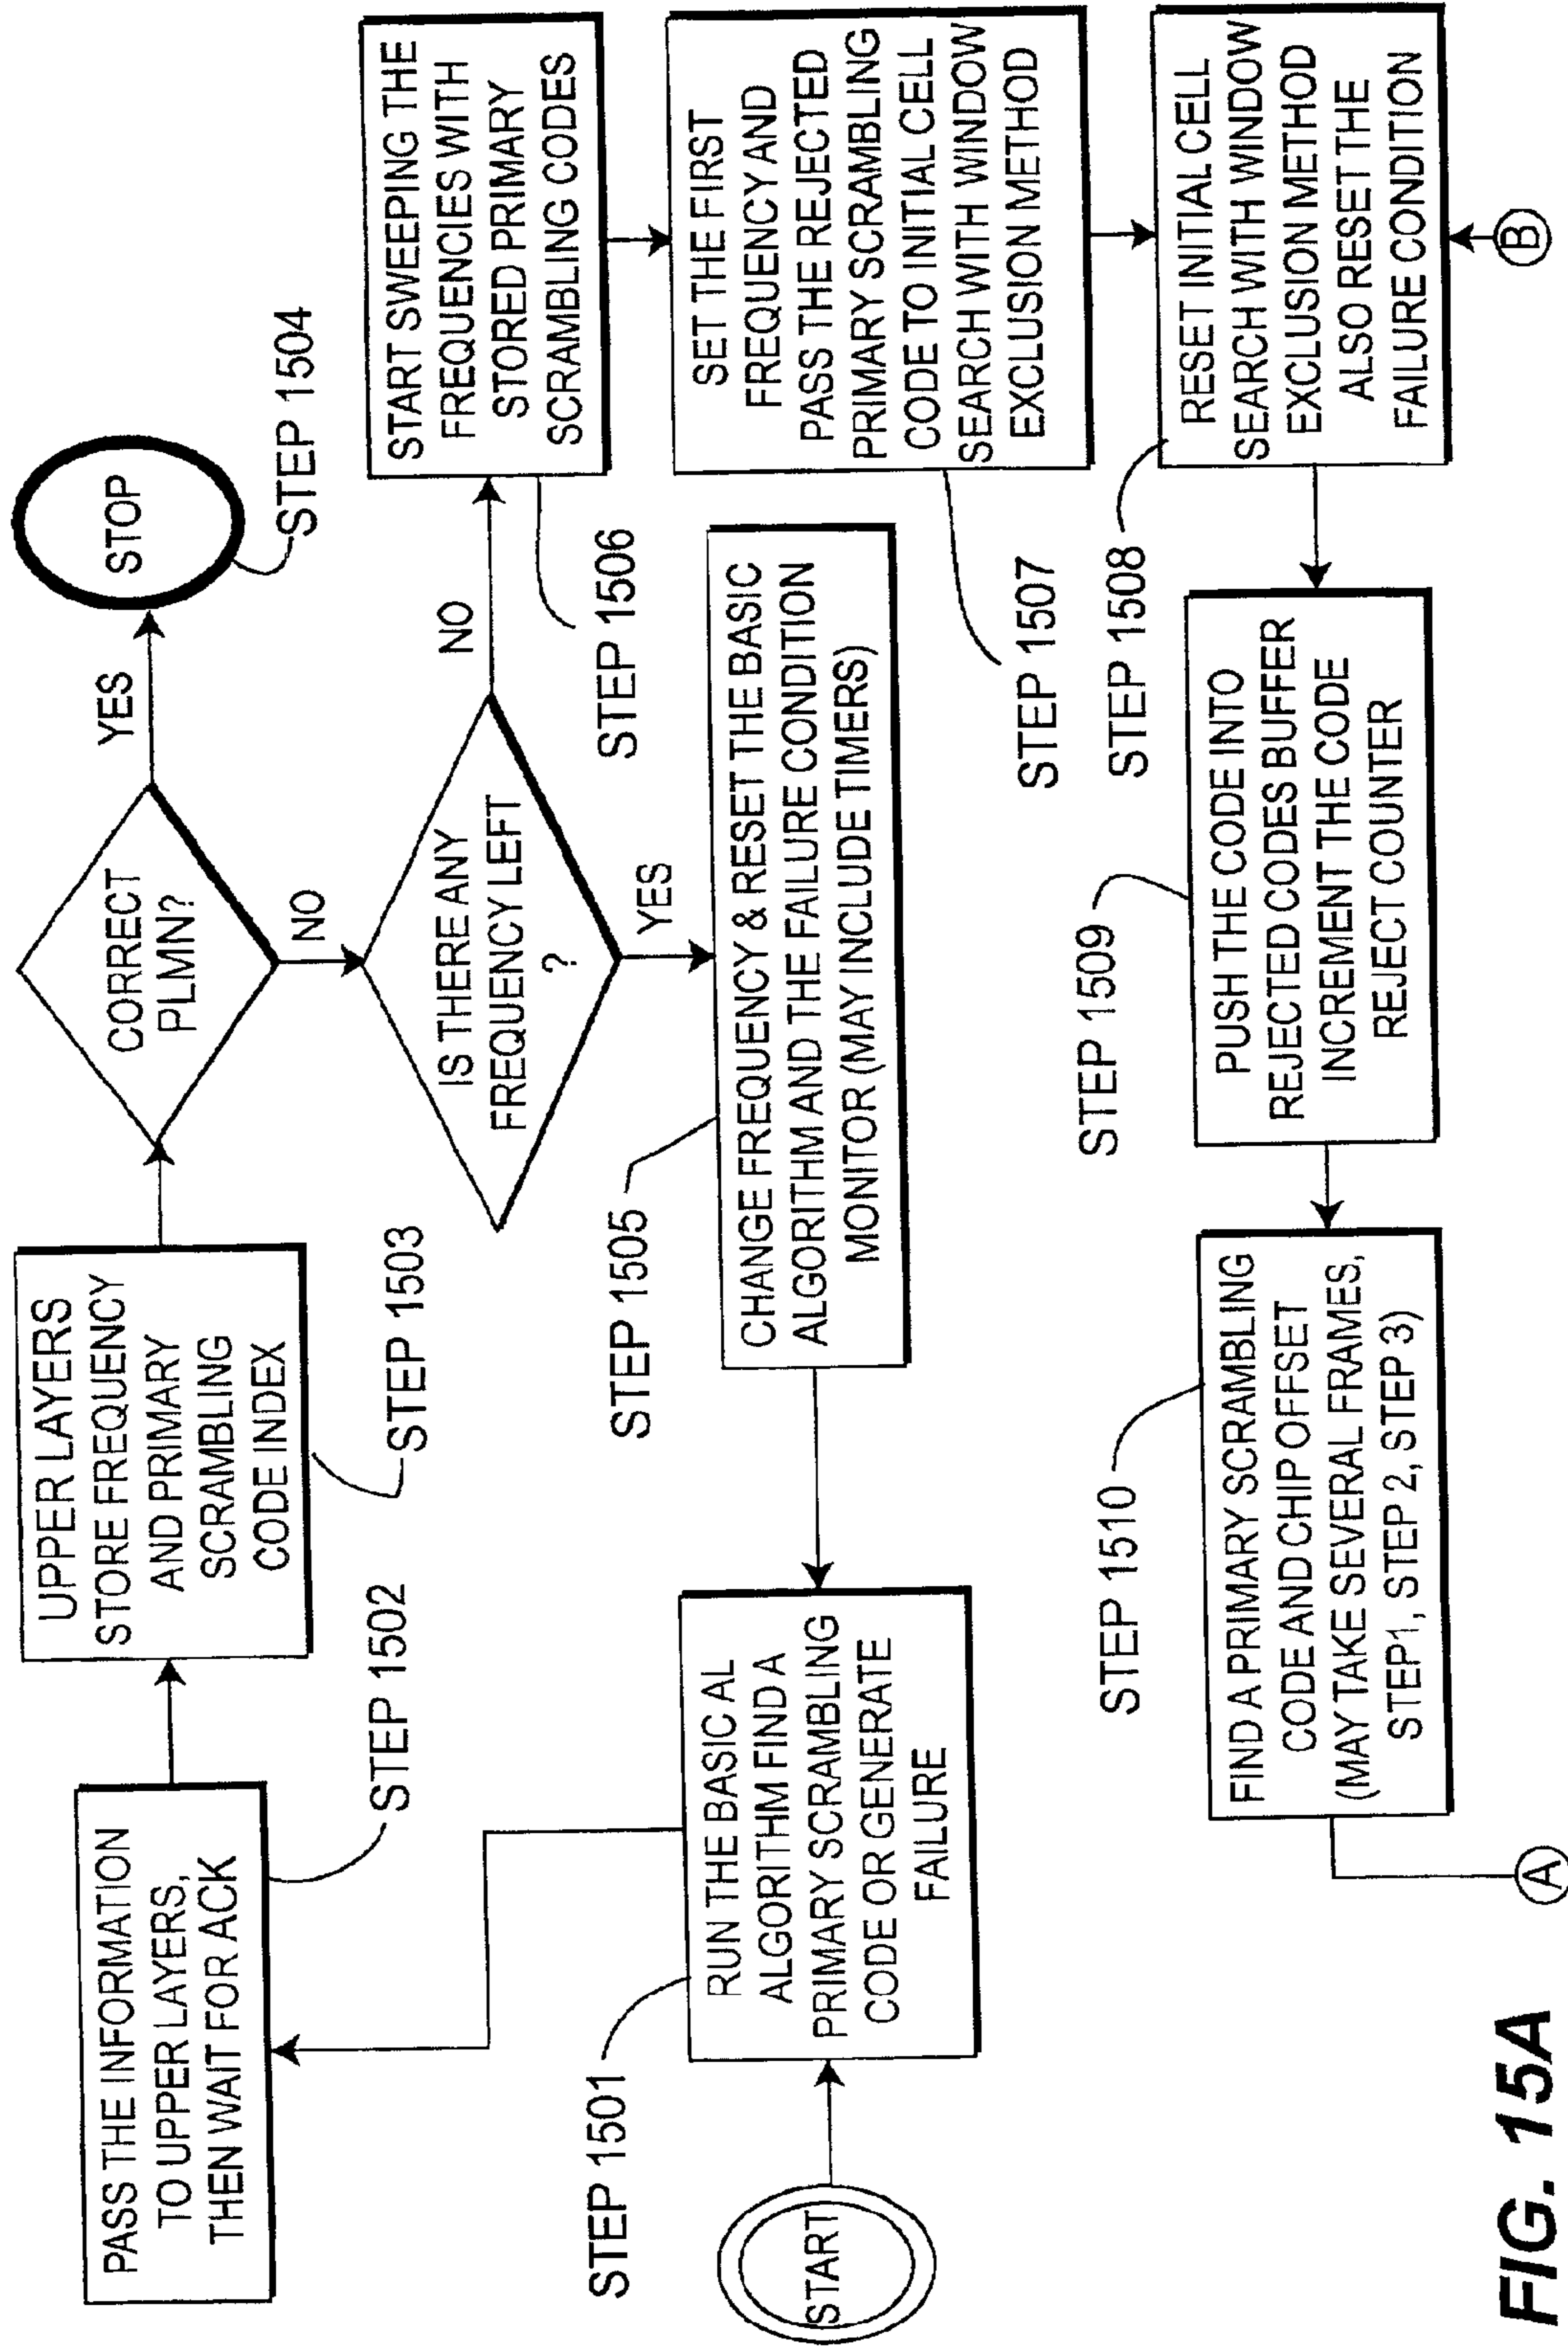 START
STEP 1501
RUN THE BASIC AL
ALGORITHM FIND A
PRIMARY SCRAMBLING
CODE OR GENERATE
FAILURE
PASS THE INFORMATION
TO UPPER LAYERS,
THEN WAIT FOR ACK
STEP 1502
UPPER LAYERS
STORE FREQUENCY
AND PRIMARY
SCRAMBLING
CODE INDEX
STEP 1503
CORRECT
PLMN?
YES
STOP
STEP 1504
NO
IS THERE ANY
FREQUENCY LEFT
?
YES
STEP 1505
CHANGE FREQUENCY & RESET THE BASIC
ALGORITHM AND THE FAILURE CONDITION
MONITOR (MAY INCLUDE TIMERS)
NO
START SWEEPING THE
FREQUENCIES WITH
STORED PRIMARY
SCRAMBLING CODES
STEP 1506
SET THE FIRST
FREQUENCY AND
PASS THE REJECTED
PRIMARY SCRAMBLING
CODE TO INITIAL CELL
SEARCH WITH WINDOW
EXCLUSION METHOD
STEP 1507
STEP 1508
RESET INITIAL CELL
SEARCH WITH WINDOW
EXCLUSION METHOD
ALSO RESET THE
FAILURE CONDITION
B
STEP 1509
PUSH THE CODE INTO
REJECTED CODES BUFFER
INCREMENT THE CODE
REJECT COUNTER
STEP 1510
FIND A PRIMARY SCRAMBLING
CODE AND CHIP OFFSET
(MAY TAKE SEVERAL FRAMES,
STEP1, STEP 2, STEP 3)
A
FIG. 15A